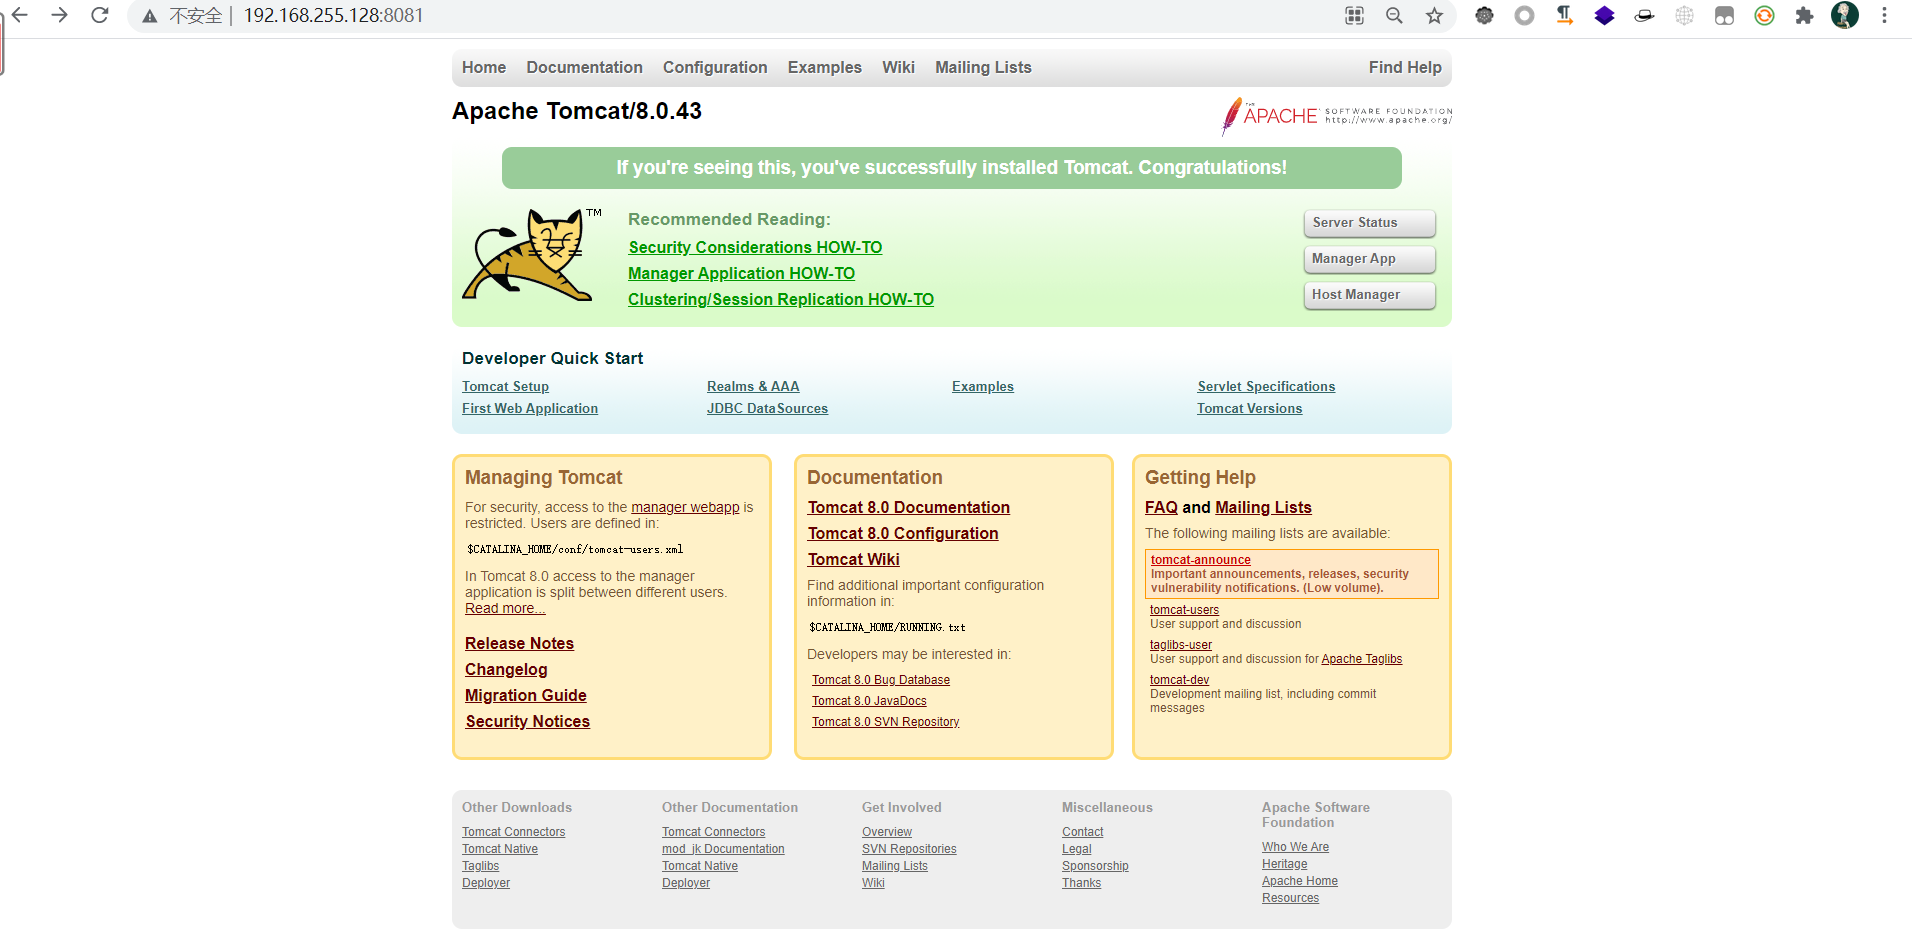 不安全 192.168.255.128:8081
Home Documentation Configuration Examples Wiki Mailing Lists Find Help
Apache Tomcat/8.0.43
THE APACHE SOFTWARE FOUNDATION
http://www.apache.org/
If you're seeing this, you've successfully installed Tomcat. Congratulations!
TM
Recommended Reading:
Security Considerations HOW-TO
Manager Application HOW-TO
Clustering/Session Replication HOW-TO
Server Status
Manager App
Host Manager
Developer Quick Start
Tomcat Setup
First Web Application
Realms & AAA
JDBC DataSources
Examples
Servlet Specifications
Tomcat Versions
Managing Tomcat
For security, access to the manager webapp is
restricted. Users are defined in:
$CATALINA_HOME/conf/tomcat-users.xml
In Tomcat 8.0 access to the manager
application is split between different users.
Read more...
Release Notes
Changelog
Migration Guide
Security Notices
Documentation
Tomcat 8.0 Documentation
Tomcat 8.0 Configuration
Tomcat Wiki
Find additional important configuration
information in:
$CATALINA_HOME/RUNNING.txt
Developers may be interested in:
Tomcat 8.0 Bug Database
Tomcat 8.0 JavaDocs
Tomcat 8.0 SVN Repository
Getting Help
FAQ and Mailing Lists
The following mailing lists are available:
tomcat-announce
Important announcements, releases, security
vulnerability notifications. (Low volume).
tomcat-users
User support and discussion
taglibs-user
User support and discussion for Apache Taglibs
tomcat-dev
Development mailing list, including commit
messages
Other Downloads
Tomcat Connectors
Tomcat Native
Taglibs
Deployer
Other Documentation
Tomcat Connectors
mod_jk Documentation
Tomcat Native
Deployer
Get Involved
Overview
SVN Repositories
Mailing Lists
Wiki
Miscellaneous
Contact
Legal
Sponsorship
Thanks
Apache Software
Foundation
Who We Are
Heritage
Apache Home
Resources